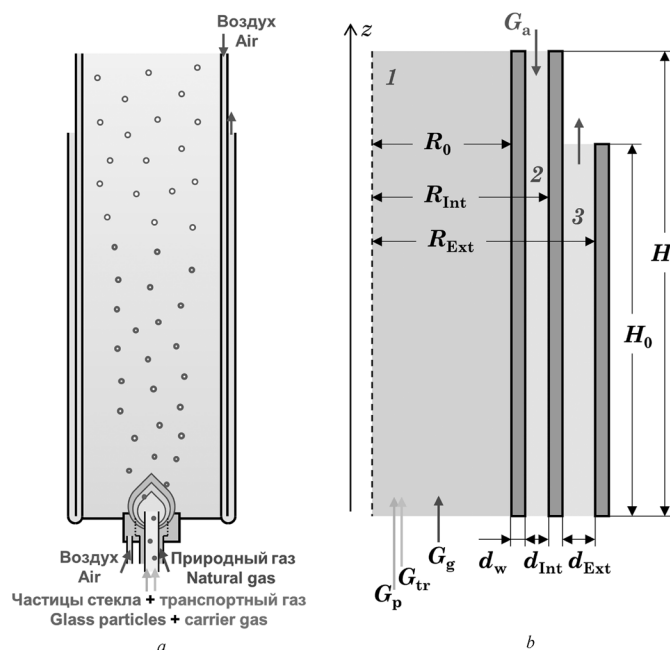 Воздух
Air
Воздух
Air
Природный газ
Natural gas
Частицы стекла + транспортный газ
Glass particles + carrier gas
a
z
G_a
1
R_0
2
R_Int
3
R_Ext
H
H_0
G_p
G_tr
G_g
d_w
d_Int
d_Ext
b